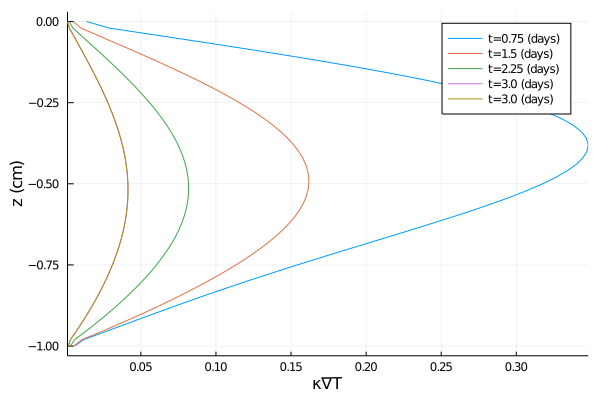 0.00
−0.25
−0.50
−0.75
−1.00
z (cm)
t=0.75 (days)
t=1.5 (days)
t=2.25 (days)
t=3.0 (days)
t=3.0 (days)
0.05 0.10 0.15 0.20 0.25 0.30
κ∇T